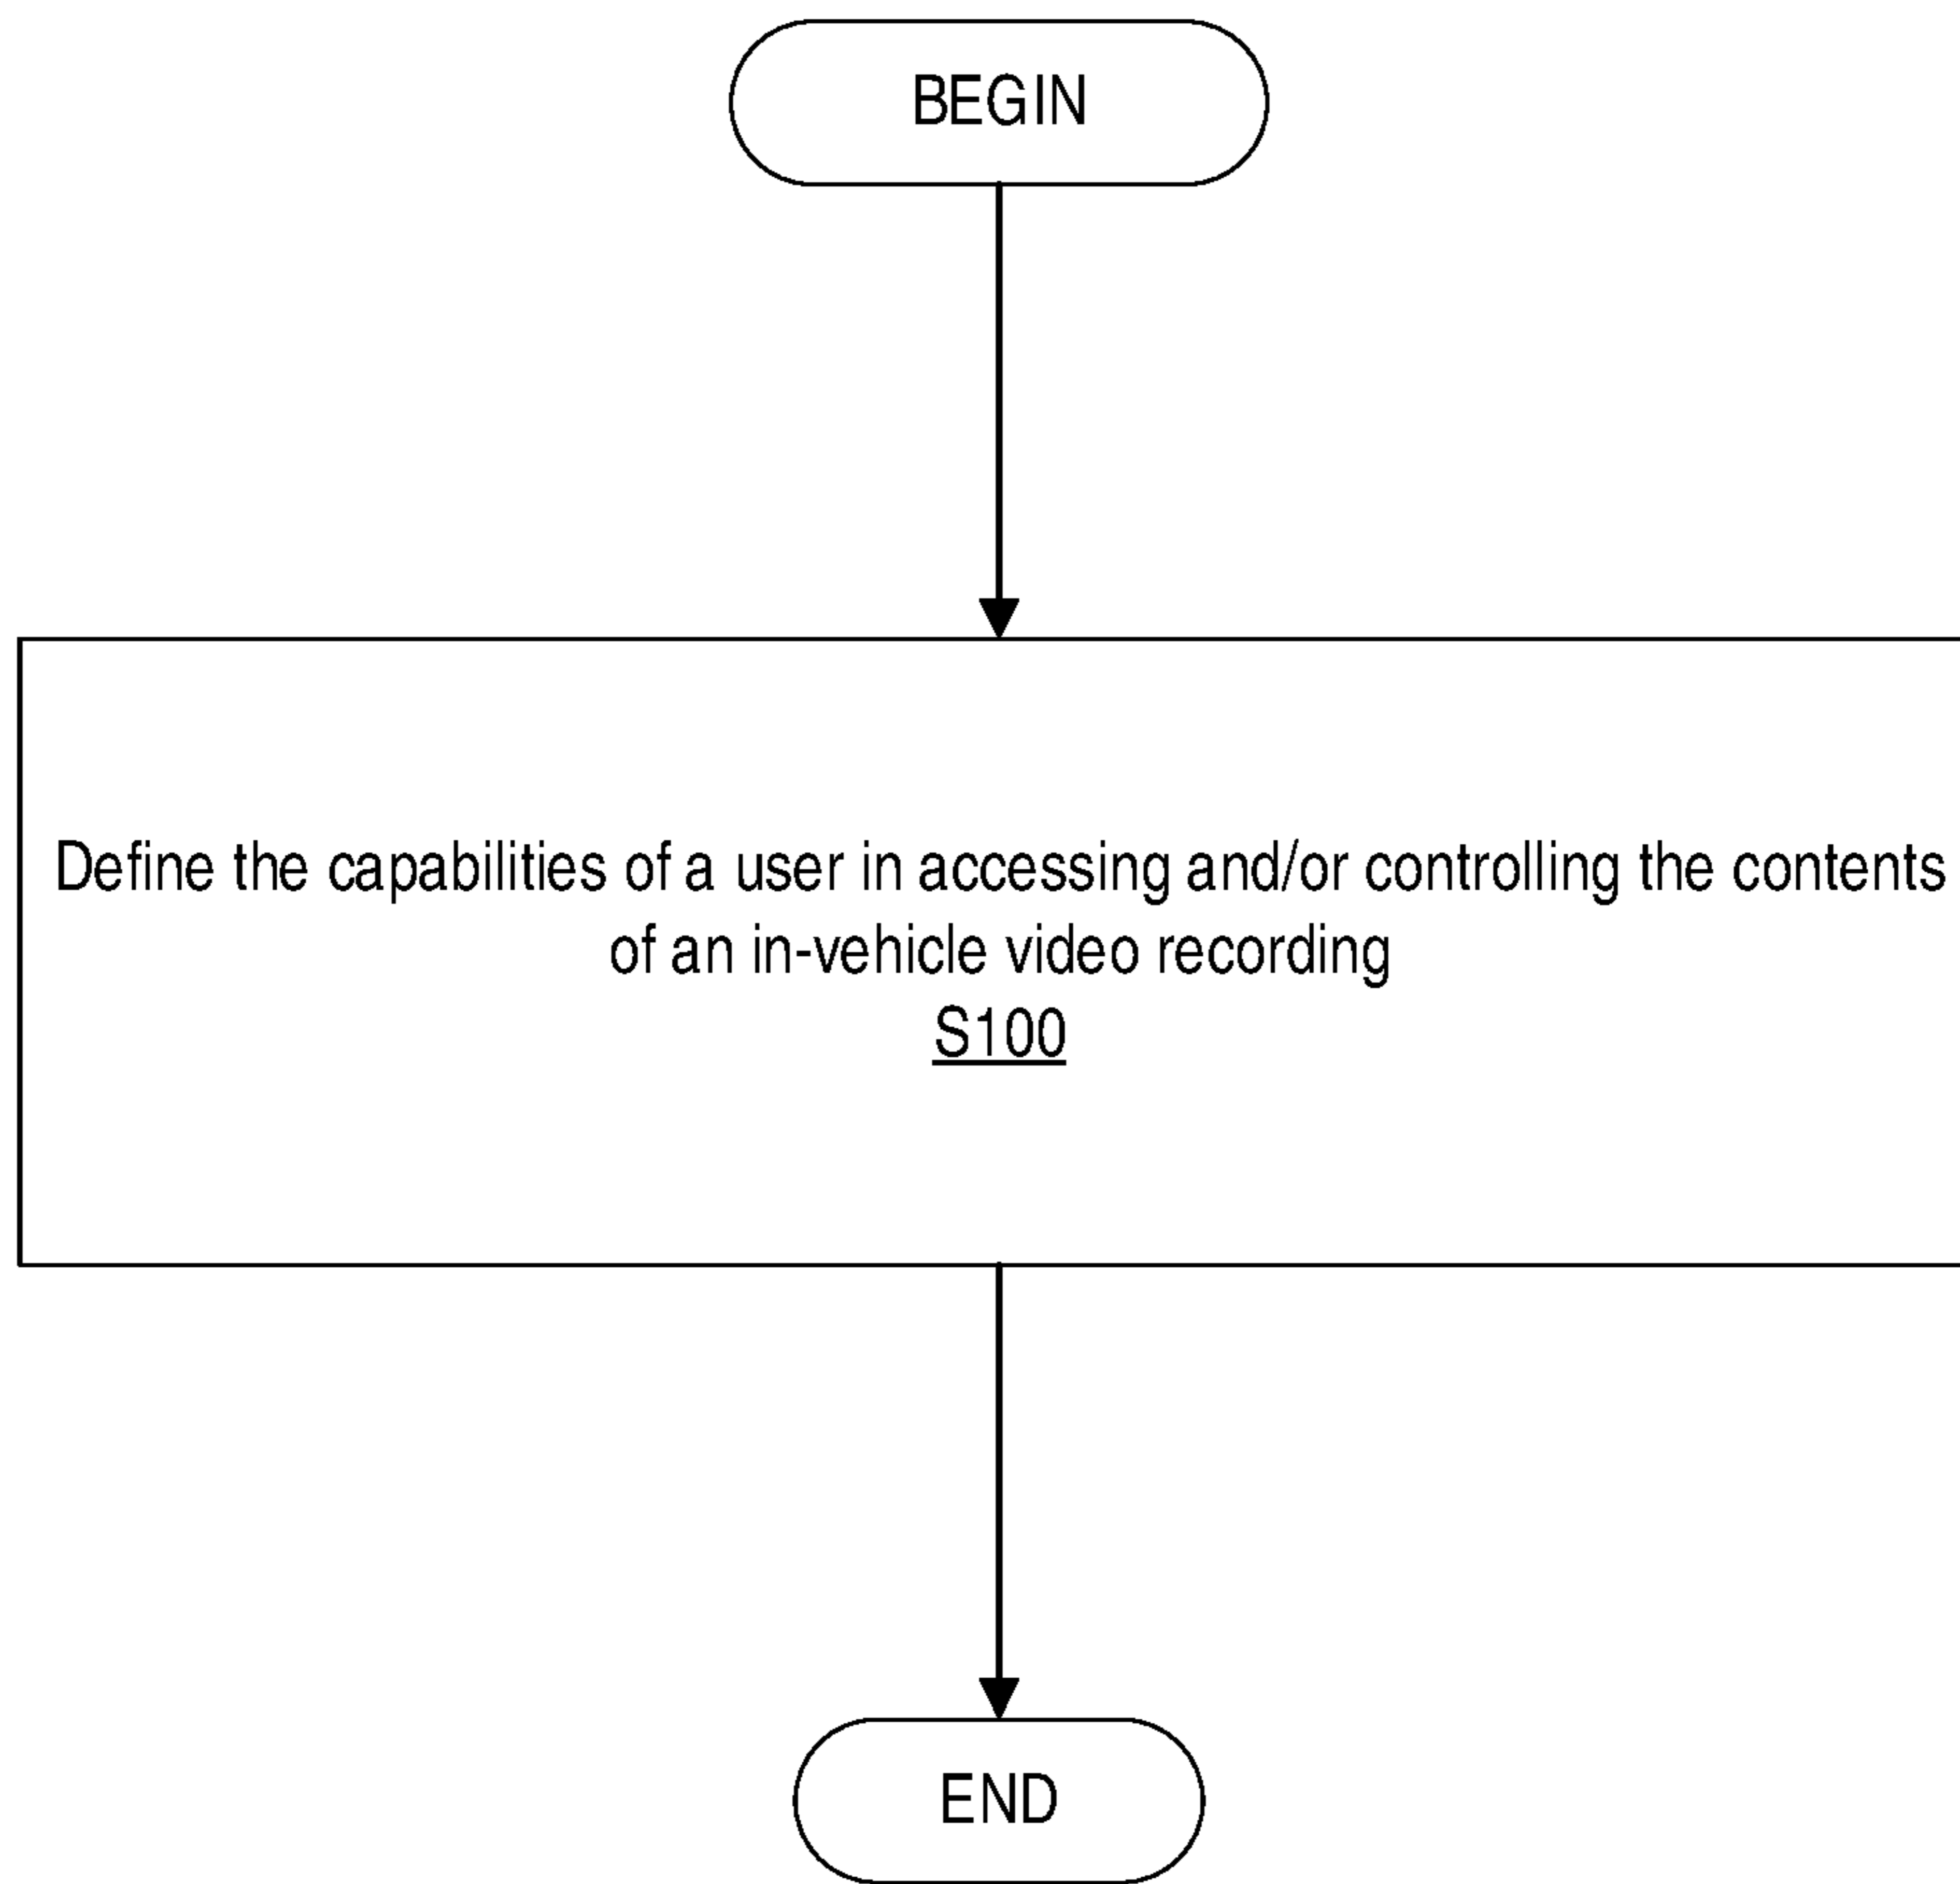 BEGIN
Define the capabilities of a user in accessing and/or controlling the contents
of an in-vehicle video recording
S100
END